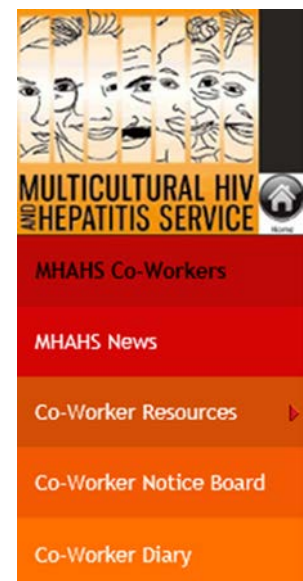 MULTICULTURAL HIV
AND HEPATITIS SERVICE
Home
MHAHS Co-Workers
MHAHS News
Co-Worker Resources
Co-Worker Notice Board
Co-Worker Diary